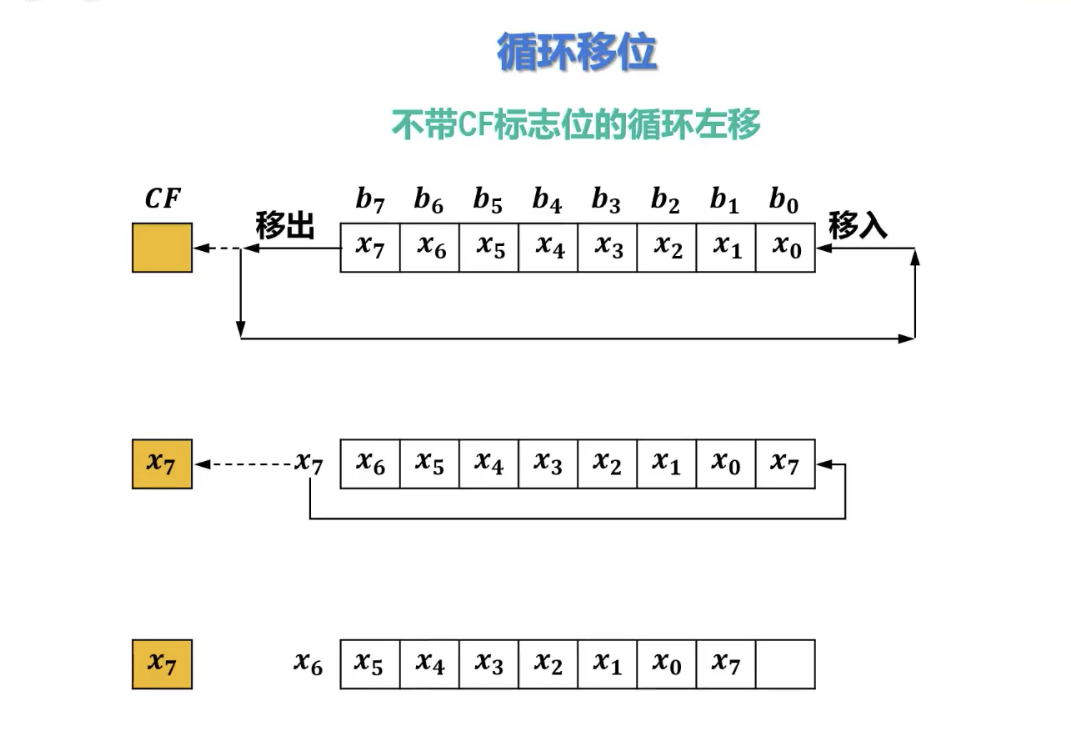 循环移位
不带CF标志位的循环左移
CF b₇ b₆ b₅ b₄ b₃ b₂ b₁ b₀
移出 x₇ x₆ x₅ x₄ x₃ x₂ x₁ x₀ 移入
x₇ x₇ x₆ x₅ x₄ x₃ x₂ x₁ x₀ x₇
x₇ x₆ x₅ x₄ x₃ x₂ x₁ x₀ x₇